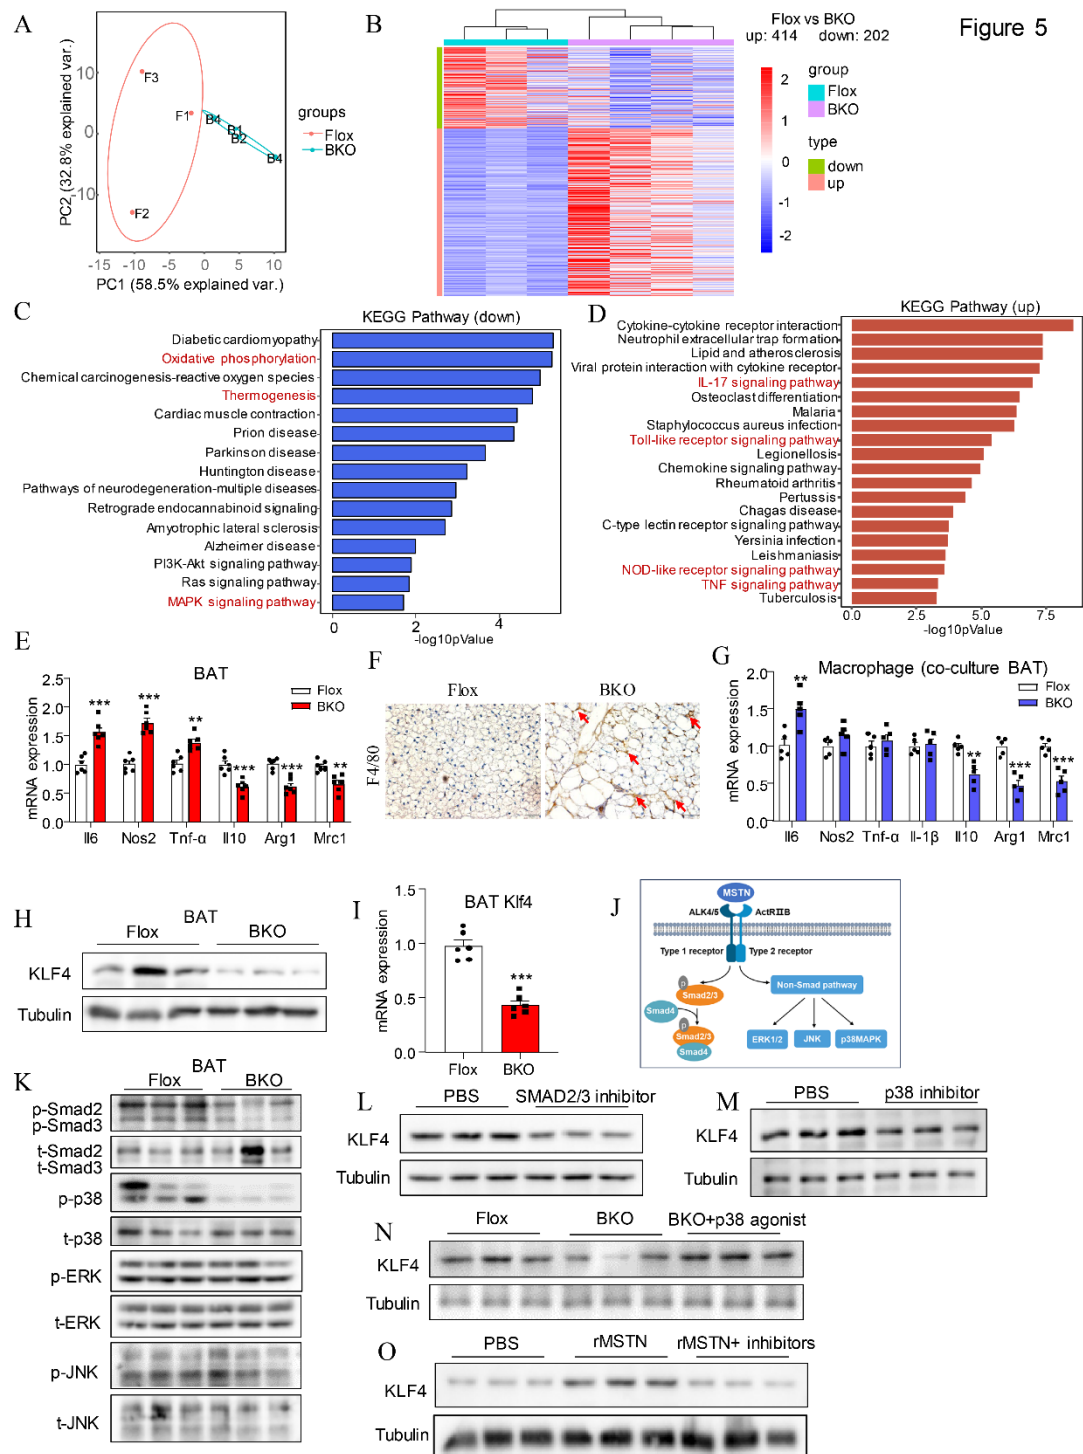 Figure 5
A
10
0
-10
PC2 (32.8% explained var.)
F3
F1
F2
B4
B1
B2
B4
-15 -10 -5 0 5 10
PC1 (58.5% explained var.)
groups
Flox
BKO
B
Flox vs BKO
up: 414 down: 202
2
1
0
-1
-2
group
Flox
BKO
type
down
up
C
KEGG Pathway (down)
Diabetic cardiomyopathy
Oxidative phosphorylation
Chemical carcinogenesis-reactive oxygen species
Thermogenesis
Cardiac muscle contraction
Prion disease
Parkinson disease
Huntington disease
Pathways of neurodegeneration-multiple diseases
Retrograde endocannabinoid signaling
Amyotrophic lateral sclerosis
Alzheimer disease
PI3K-Akt signaling pathway
Ras signaling pathway
MAPK signaling pathway
0 2 4
-log10pValue
D
KEGG Pathway (up)
Cytokine-cytokine receptor interaction
Neutrophil extracellular trap formation
Lipid and atherosclerosis
Viral protein interaction with cytokine receptor
IL-17 signaling pathway
Osteoclast differentiation
Malaria
Staphylococcus aureus infection
Toll-like receptor signaling pathway
Legionellosis
Chemokine signaling pathway
Rheumatoid arthritis
Pertussis
Chagas disease
C-type lectin receptor signaling pathway
Yersinia infection
Leishmaniasis
NOD-like receptor signaling pathway
TNF signaling pathway
Tuberculosis
0.0 2.5 5.0 7.5
-log10pValue
E
BAT
mRNA expression
2.0
1.5
1.0
0.5
0.0
Flox
BKO
*** *** ** *** *** **
Il6 Nos2 Tnf-α Il10 Arg1 Mrc1
F
Flox BKO
F4/80
G
Macrophage (co-culture BAT)
mRNA expression
2.0
1.5
1.0
0.5
0.0
Flox
BKO
** ** *** ***
Il6 Nos2 Tnf-α Il-1β Il10 Arg1 Mrc1
H
BAT
Flox BKO
KLF4
Tubulin
I
BAT Klf4
mRNA expression
1.5
1.0
0.5
0.0
***
Flox BKO
J
MSTN
ALK4/5 ActRIIB
Type 1 receptor Type 2 receptor
p
Smad2/3
Non-Smad pathway
Smad4
p
Smad2/3
Smad4
ERK1/2 JNK p38MAPK
K
BAT
Flox BKO
p-Smad2
p-Smad3
t-Smad2
t-Smad3
p-p38
t-p38
p-ERK
t-ERK
p-JNK
t-JNK
L
PBS SMAD2/3 inhibitor
KLF4
Tubulin
M
PBS p38 inhibitor
KLF4
Tubulin
N
Flox BKO BKO+p38 agonist
KLF4
Tubulin
O
PBS rMSTN rMSTN+ inhibitors
KLF4
Tubulin